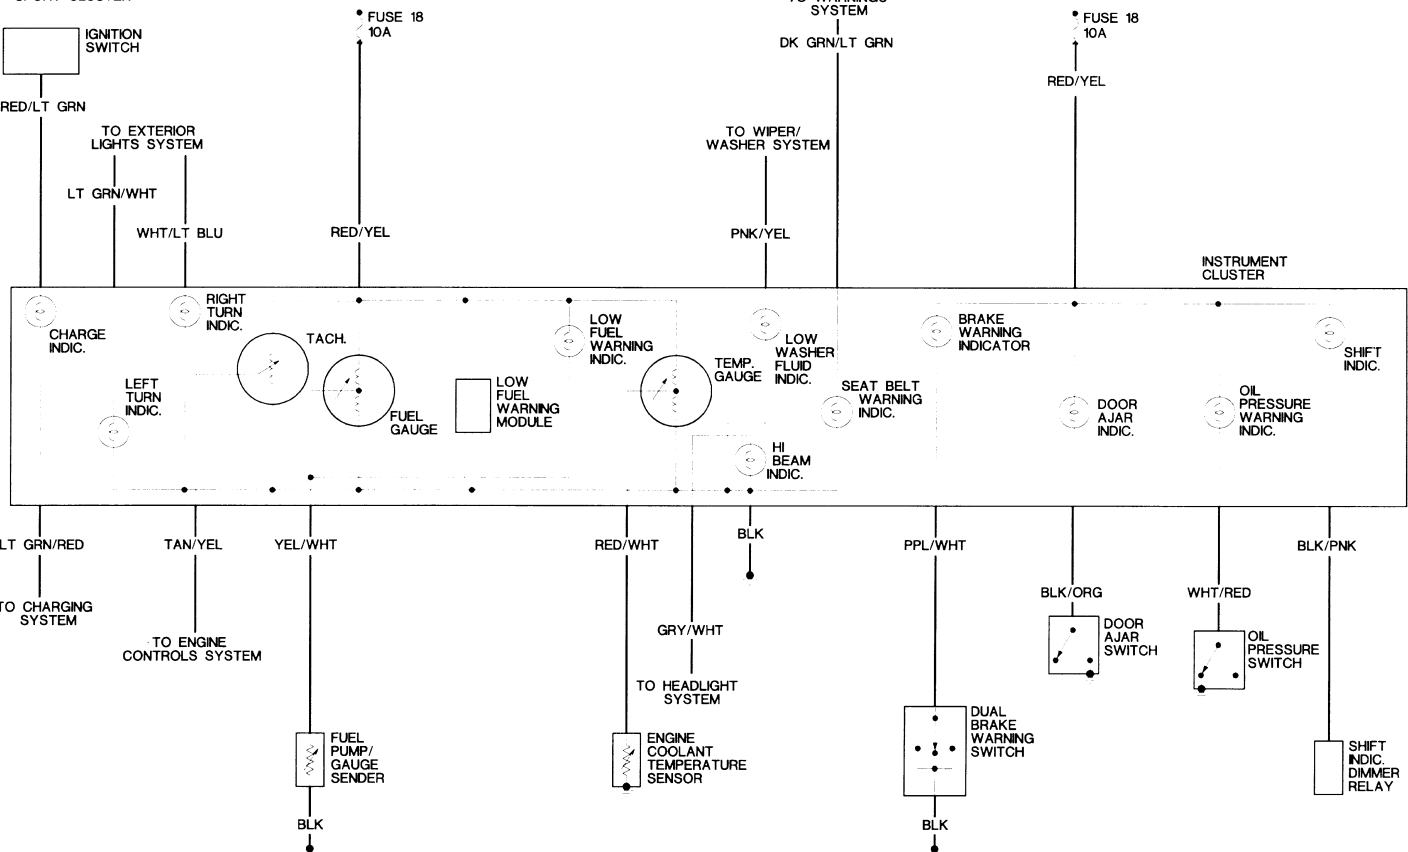 FUSE 18
10A
SYSTEM
FUSE 18
10A
IGNITION
SWITCH
DK GRN/LT GRN
RED/YEL
RED/LT GRN
TO EXTERIOR
LIGHTS SYSTEM
TO WIPER/
WASHER SYSTEM
LT GRN/WHT
WHT/LT BLU
RED/YEL
PNK/YEL
INSTRUMENT
CLUSTER
CHARGE
INDIC.
RIGHT
TURN
INDIC.
LEFT
TURN
INDIC.
TACH.
FUEL
GAUGE
LOW
FUEL
WARNING
MODULE
LOW
FUEL
WARNING
INDIC.
TEMP.
GAUGE
LOW
WASHER
FLUID
INDIC.
HI
BEAM
INDIC.
SEAT BELT
WARNING
INDIC.
BRAKE
WARNING
INDICATOR
DOOR
AJAR
INDIC.
OIL
PRESSURE
WARNING
INDIC.
SHIFT
INDIC.
LT GRN/RED
TAN/YEL
YEL/WHT
RED/WHT
BLK
PPL/WHT
BLK/PNK
BLK/ORG
WHT/RED
TO CHARGING
SYSTEM
TO ENGINE
CONTROLS SYSTEM
GRY/WHT
TO HEADLIGHT
SYSTEM
DOOR
AJAR
SWITCH
OIL
PRESSURE
SWITCH
FUEL
PUMP/
GAUGE
SENDER
ENGINE
COOLANT
TEMPERATURE
SENSOR
DUAL
BRAKE
WARNING
SWITCH
SHIFT
INDIC.
DIMMER
RELAY
BLK
BLK